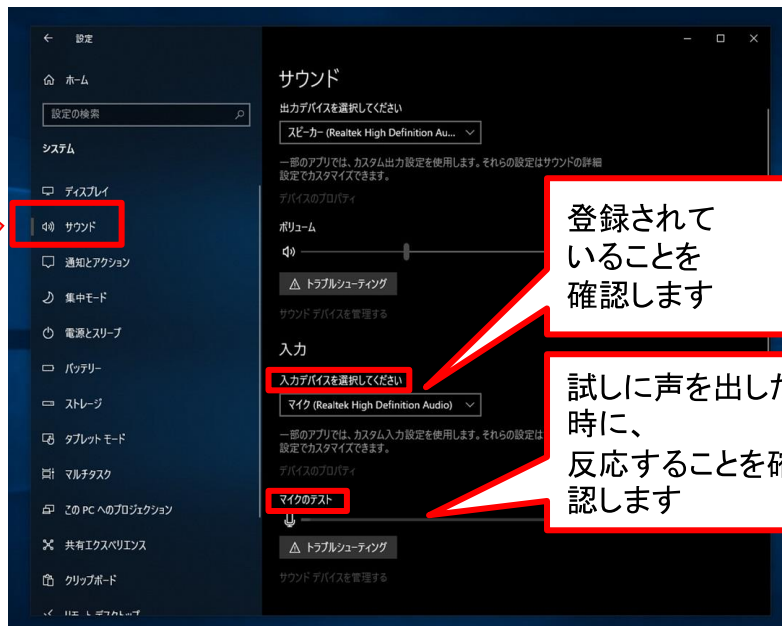 設定
ホーム
設定の検索
システム
ディスプレイ
サウンド
通知とアクション
集中モード
電源とスリープ
バッテリー
ストレージ
タブレット モード
マルチタスク
この PC へのプロジェクション
共有エクスペリエンス
クリップボード
リモート デスクトップ
サウンド
出力デバイスを選択してください
スピーカー (Realtek High Definition Au...
一部のアプリでは、カスタム出力設定を使用します。それらの設定はサウンドの詳細
設定でカスタマイズできます。
デバイスのプロパティ
ボリューム
トラブルシューティング
サウンド デバイスを管理する
入力
入力デバイスを選択してください
マイク (Realtek High Definition Audio)
一部のアプリでは、カスタム入力設定を使用します。それらの設定は
設定でカスタマイズできます。
デバイスのプロパティ
マイクのテスト
トラブルシューティング
サウンド デバイスを管理する
登録されて
いることを
確認します
試しに声を出した
時に、
反応することを確
認します